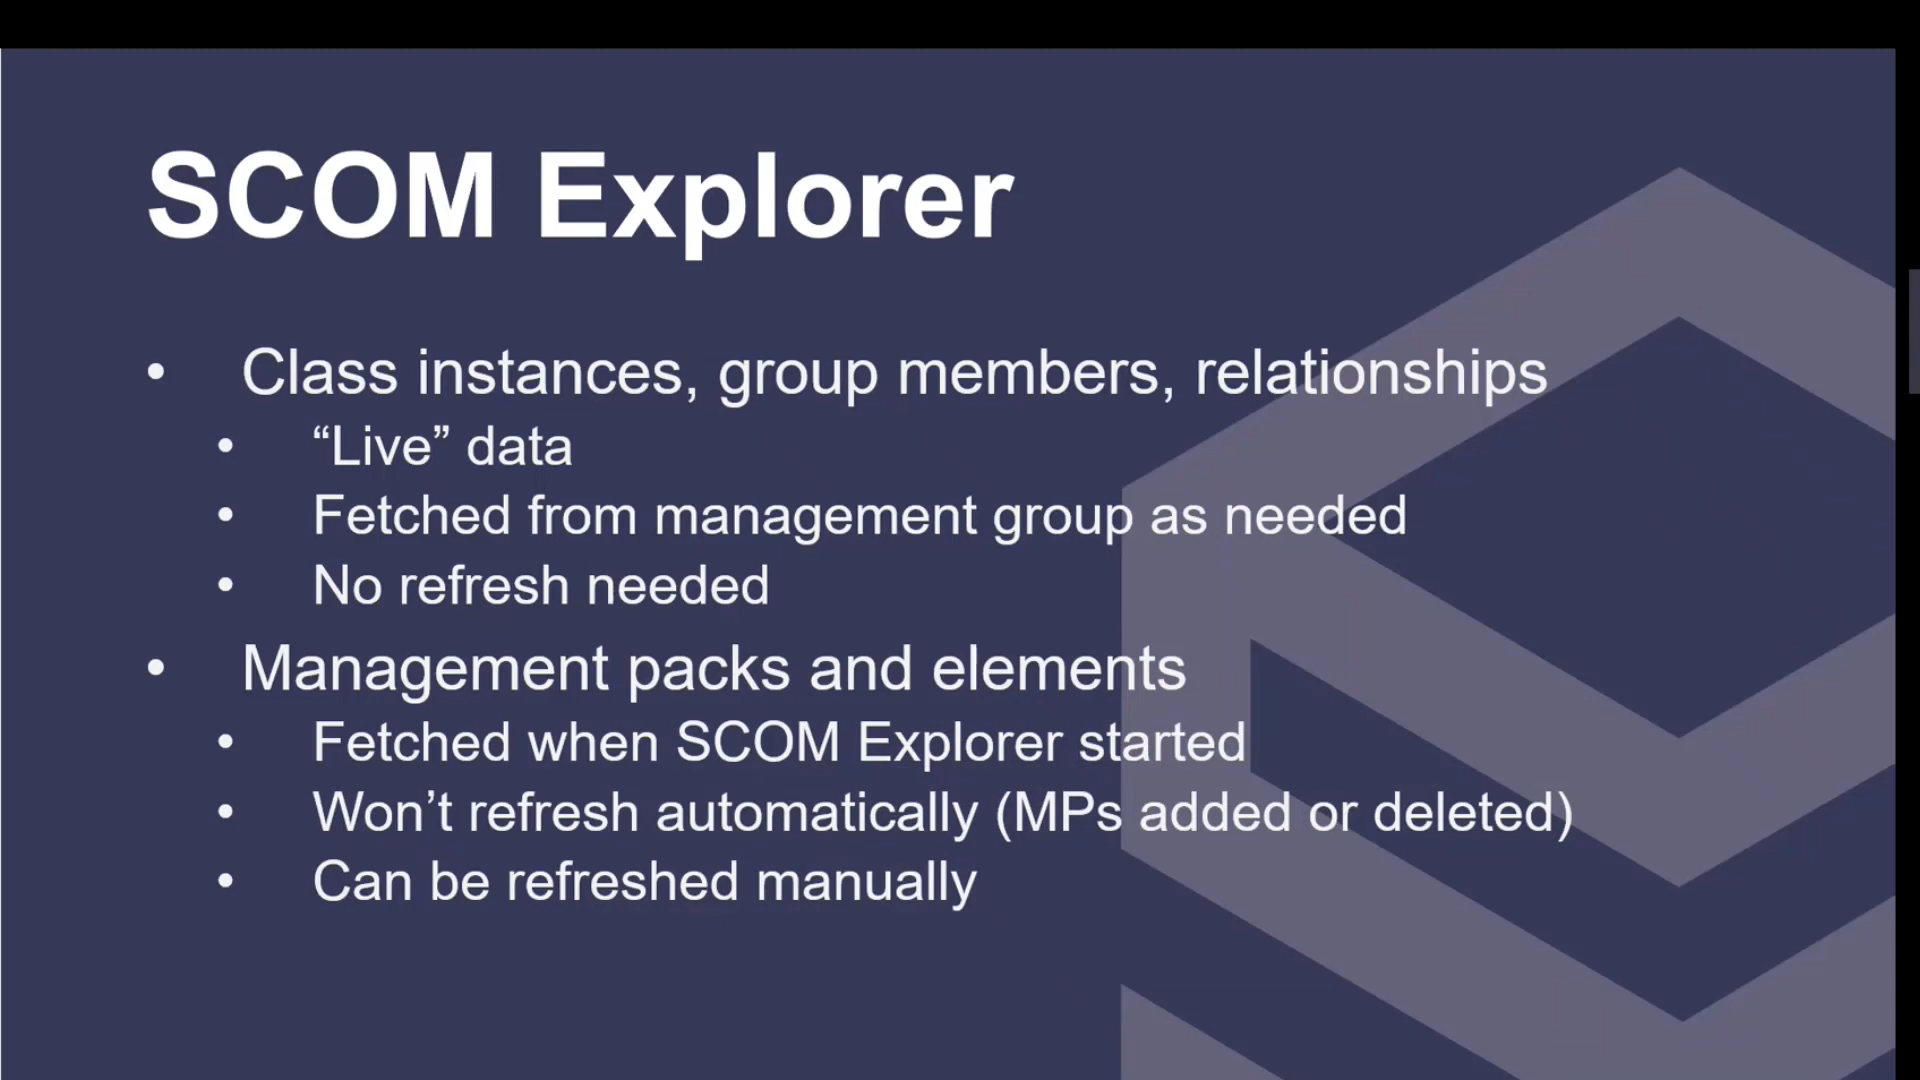 SCOM Explorer
• Class instances, group members, relationships
• “Live” data
• Fetched from management group as needed
• No refresh needed
• Management packs and elements
• Fetched when SCOM Explorer started
• Won’t refresh automatically (MPs added or deleted)
• Can be refreshed manually